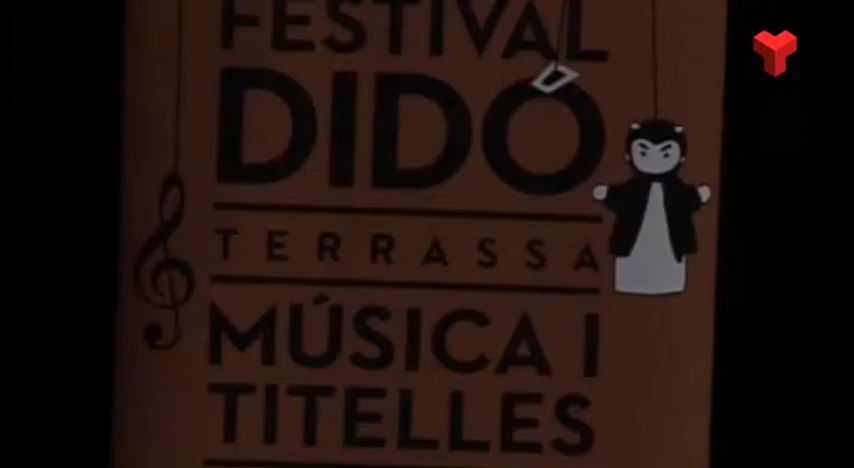 FESTIVAL
DIDÓ
TERRASSA
MÚSICA I
TITELLES